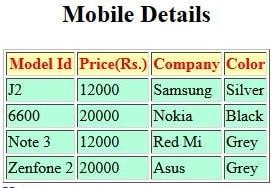 Mobile Details
Model Id Price(Rs.) Company Color
J2 12000 Samsung Silver
6600 20000 Nokia Black
Note 3 12000 Red Mi Grey
Zenfone 2 20000 Asus Grey